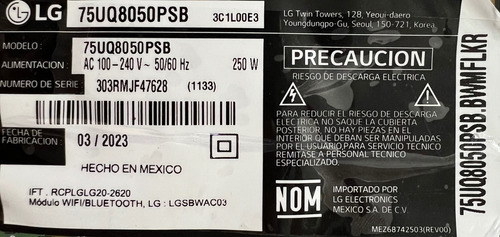 LG 75UQ8050PSB 3C1L00E3
LG Twin Towers, 128, Yeoui-daero
Youngdungpo-Gu, Seoul, 150-721, Korea
MODELO : 75UQ8050PSB
ALIMENTACION : AC 100-240 V ~ 50/60 Hz 250 W
NUMERO DE SERIE : 303RMJF47628 (1133)
FECHA DE
FABRICACION : 03 / 2023
HECHO EN MEXICO
IFT : RCPLGLG20-2620
Módulo WIFI/BLUETOOTH, LG : LGSBWAC03
PRECAUCION
RIESGO DE DESCARGA ELECTRICA
PARA REDUCIR EL RIESGO DE DESCARGA
ELECTRICA NO SAQUE LA CUBIERTA
POSTERIOR. NO HAY PIEZAS EN EL
INTERIOR QUE DEBAN SER MANIPULADAS
POR EL USUARIO,PARA SERVICIO TECNICO
REMITASE A PERSONAL ESPECIALIZADO.
NOM
IMPORTADO POR
LG ELECTRONICS
MEXICO S.A. DE C.V.
MEZ68742503(REV00)
75UQ8050PSB.BWMFLKR